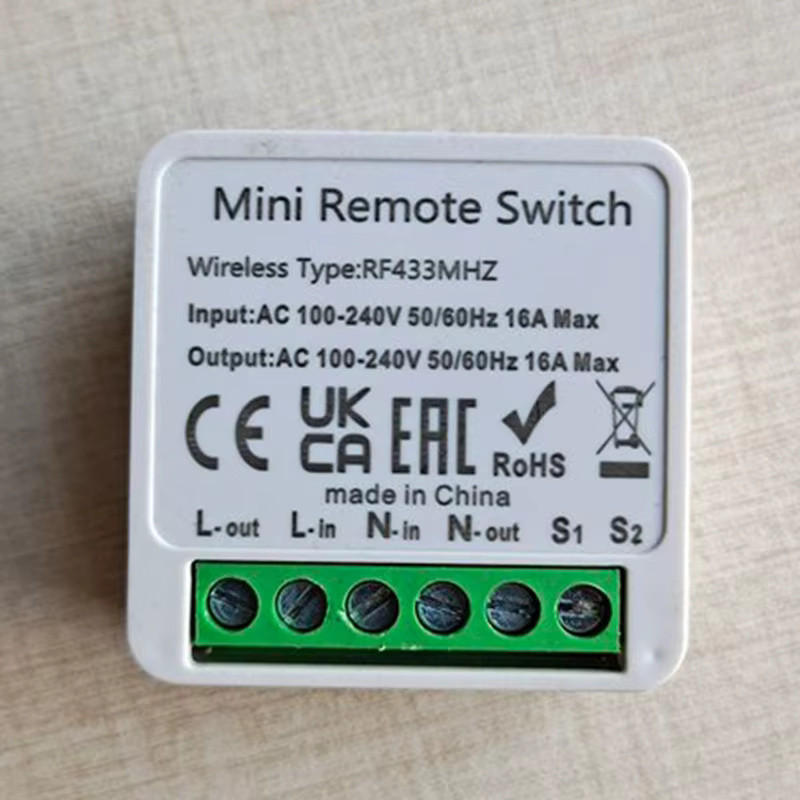 Mini Remote Switch
Wireless Type:RF433MHZ
Input:AC 100-240V 50/60Hz 16A Max
Output:AC 100-240V 50/60Hz 16A Max
CE UK CA EAC RoHS
made in China
L-out L-in N-in N-out S1 S2